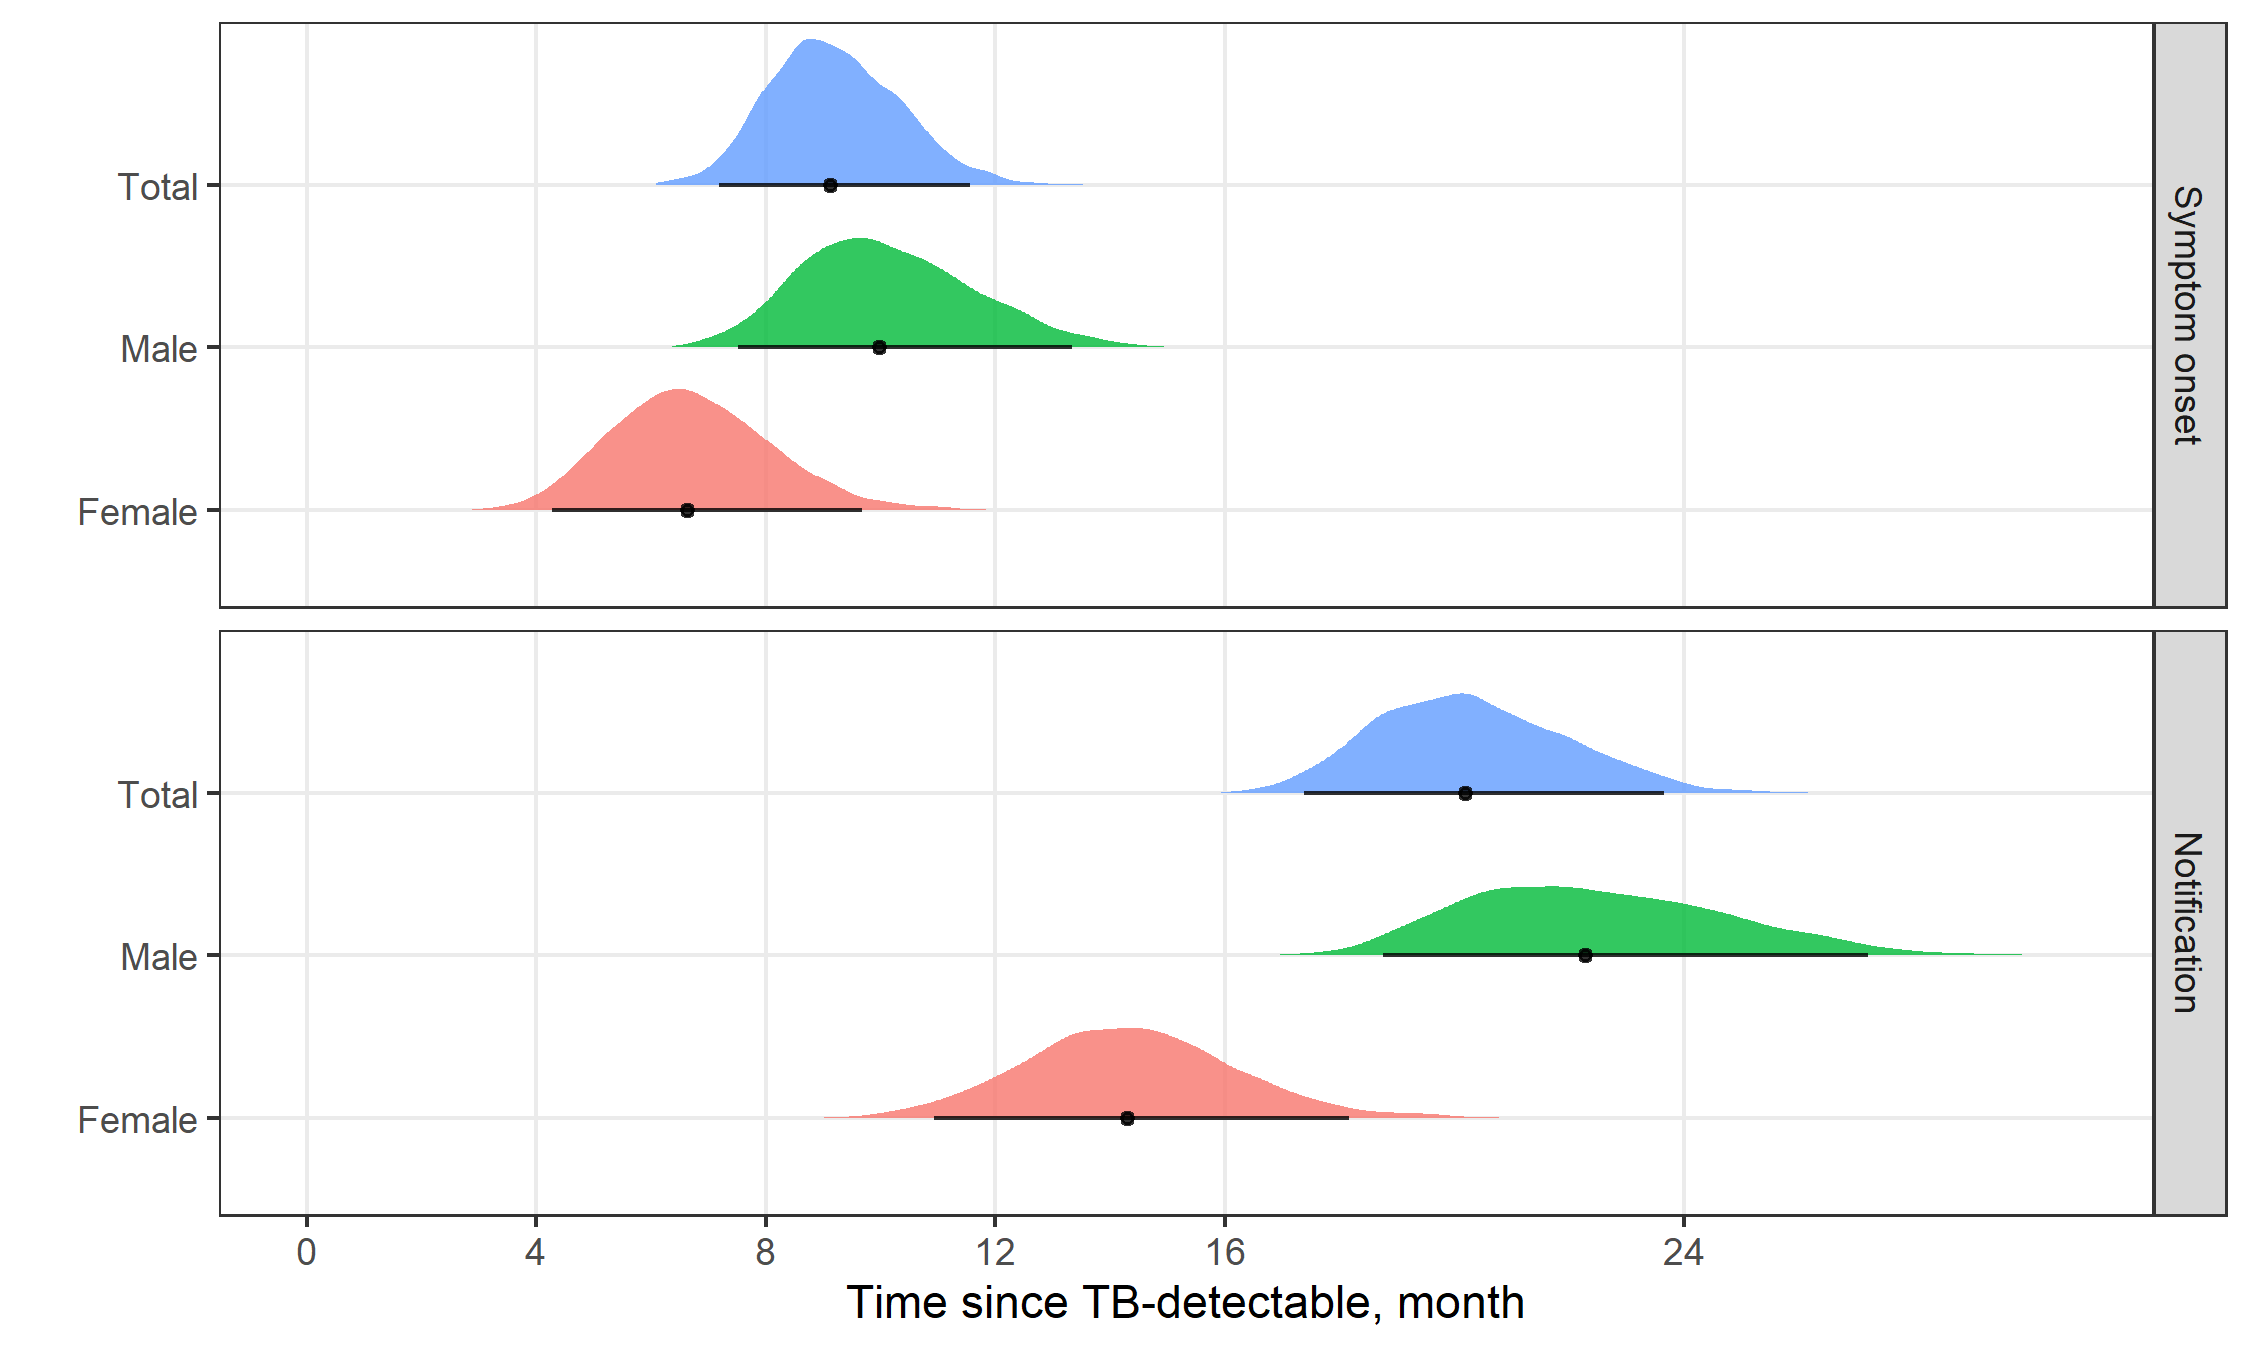 Total
Male
Female
Symptom onset
Total
Male
Female
Notification
0 4 8 12 16 24
Time since TB-detectable, month